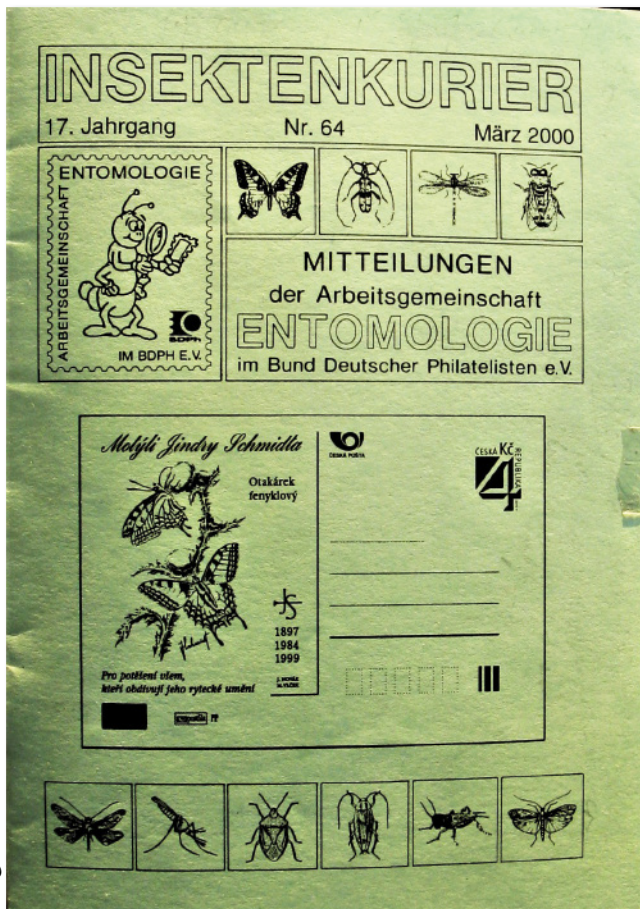 INSEKTENKURIER
17. Jahrgang Nr. 64 März 2000
ENTOMOLOGIE
ARBEITSGEMEINSCHAFT
BDPh
IM BDPH E.V.
MITTEILUNGEN
der Arbeitsgemeinschaft
ENTOMOLOGIE
im Bund Deutscher Philatelisten e.V.
Motýli Jindry Schmidta
Otakárek
fenyklový
JS
1897
1984
1999
Pro potěšení všem,
kteří obdivují jeho rytecké umění
ČESKÁ POŠTA
ČESKÁ Kč
REPUBLIKA
4